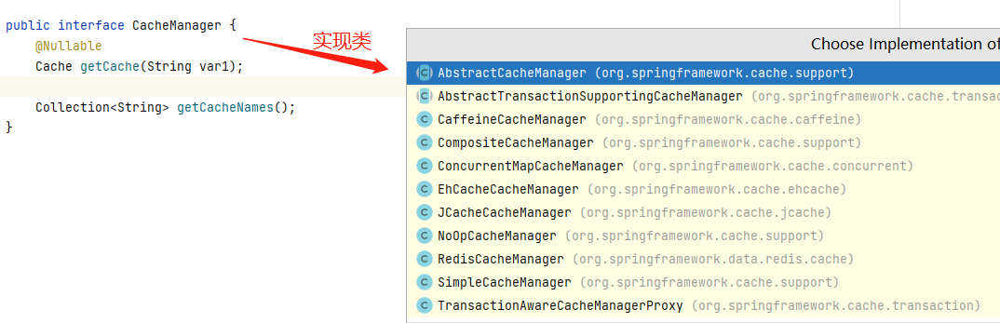 public interface CacheManager {
@Nullable
Cache getCache(String var1);
Collection<String> getCacheNames();
}
实现类
Choose Implementation of
AbstractCacheManager (org.springframework.cache.support)
AbstractTransactionSupportingCacheManager (org.springframework.cache.transac
CaffeineCacheManager (org.springframework.cache.caffeine)
CompositeCacheManager (org.springframework.cache.support)
ConcurrentMapCacheManager (org.springframework.cache.concurrent)
EhCacheCacheManager (org.springframework.cache.ehcache)
JCacheCacheManager (org.springframework.cache.jcache)
NoOpCacheManager (org.springframework.cache.support)
RedisCacheManager (org.springframework.data.redis.cache)
SimpleCacheManager (org.springframework.cache.support)
TransactionAwareCacheManagerProxy (org.springframework.cache.transaction)